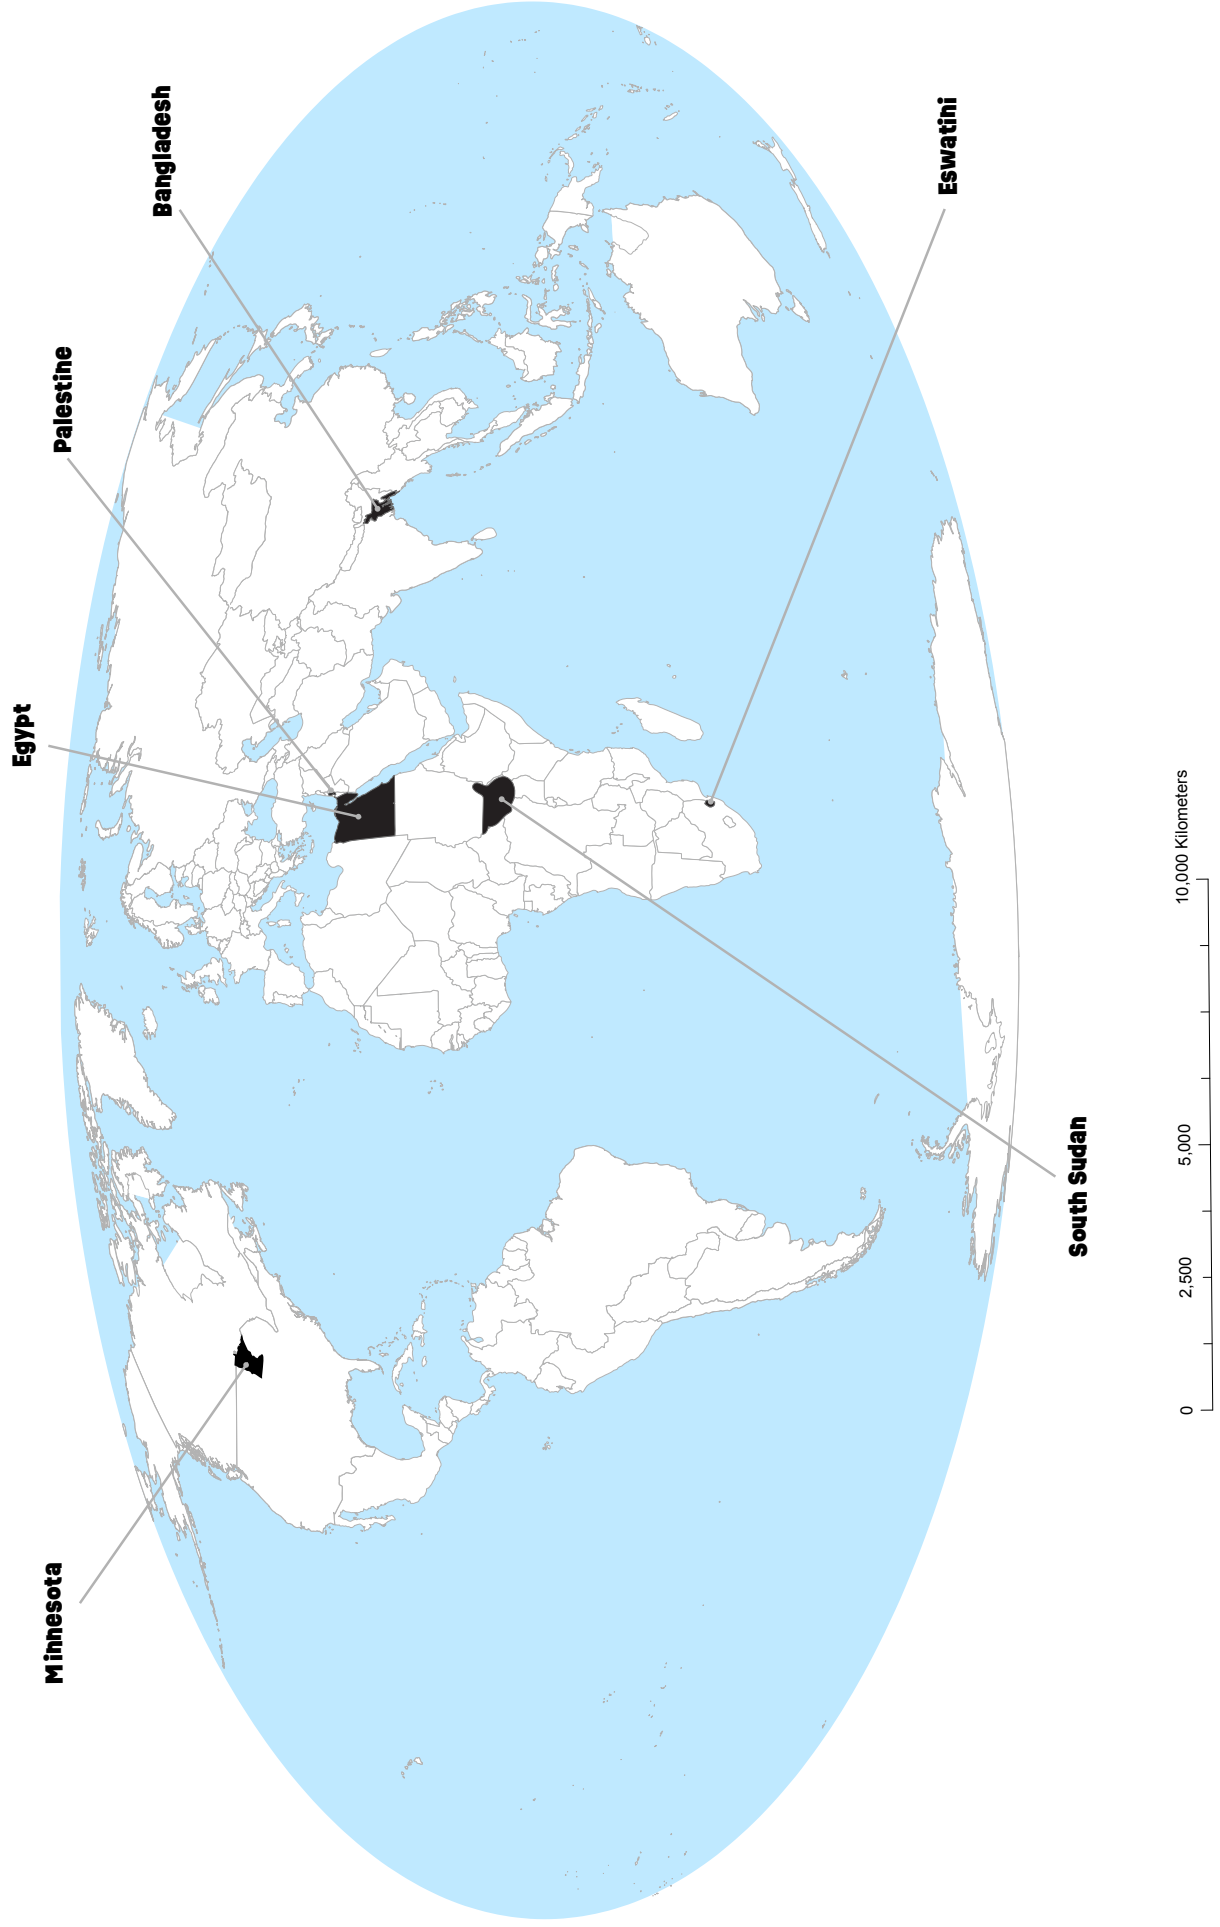 Minnesota
Egypt
Palestine
Bangladesh
Eswatini
South Sudan
0
2,500
5,000
10,000 Kilometers